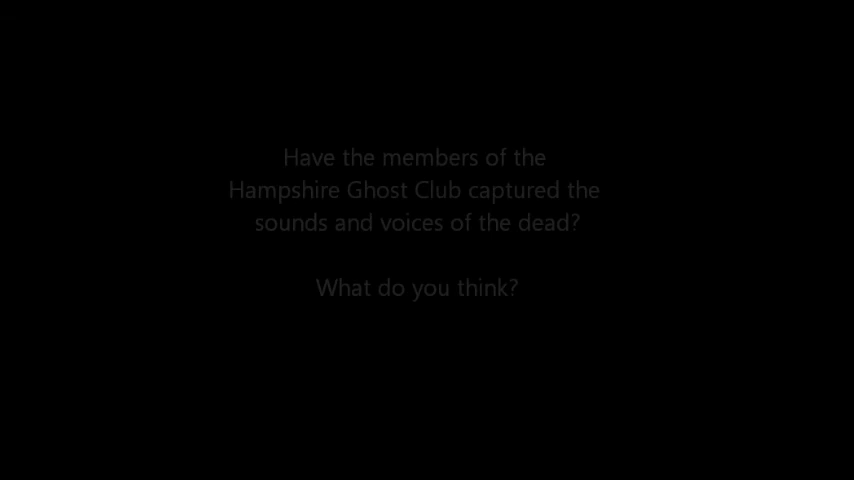 Have the members of the
Hampshire Ghost Club captured the
sounds and voices of the dead?
What do you think?